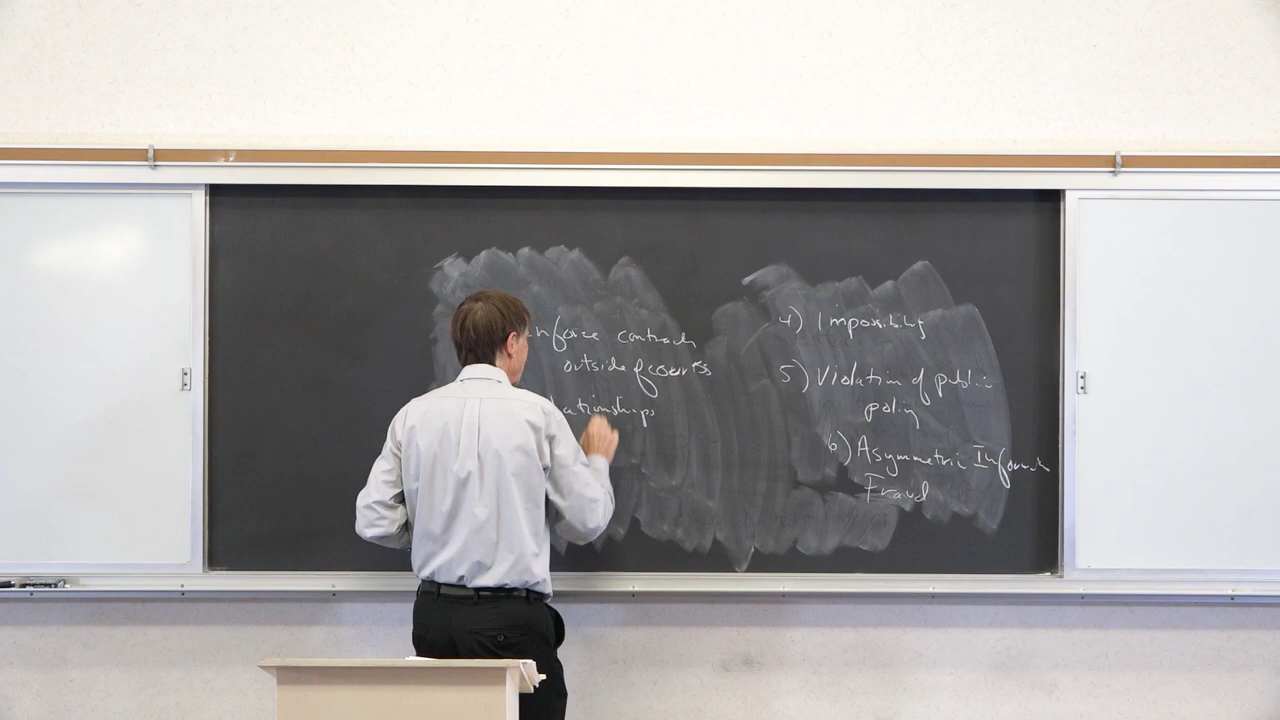 nforce contracts
outside of courts
lationships
4) Impossibility
5) Violation of public
policy
6) Asymmetric Information
Fraud